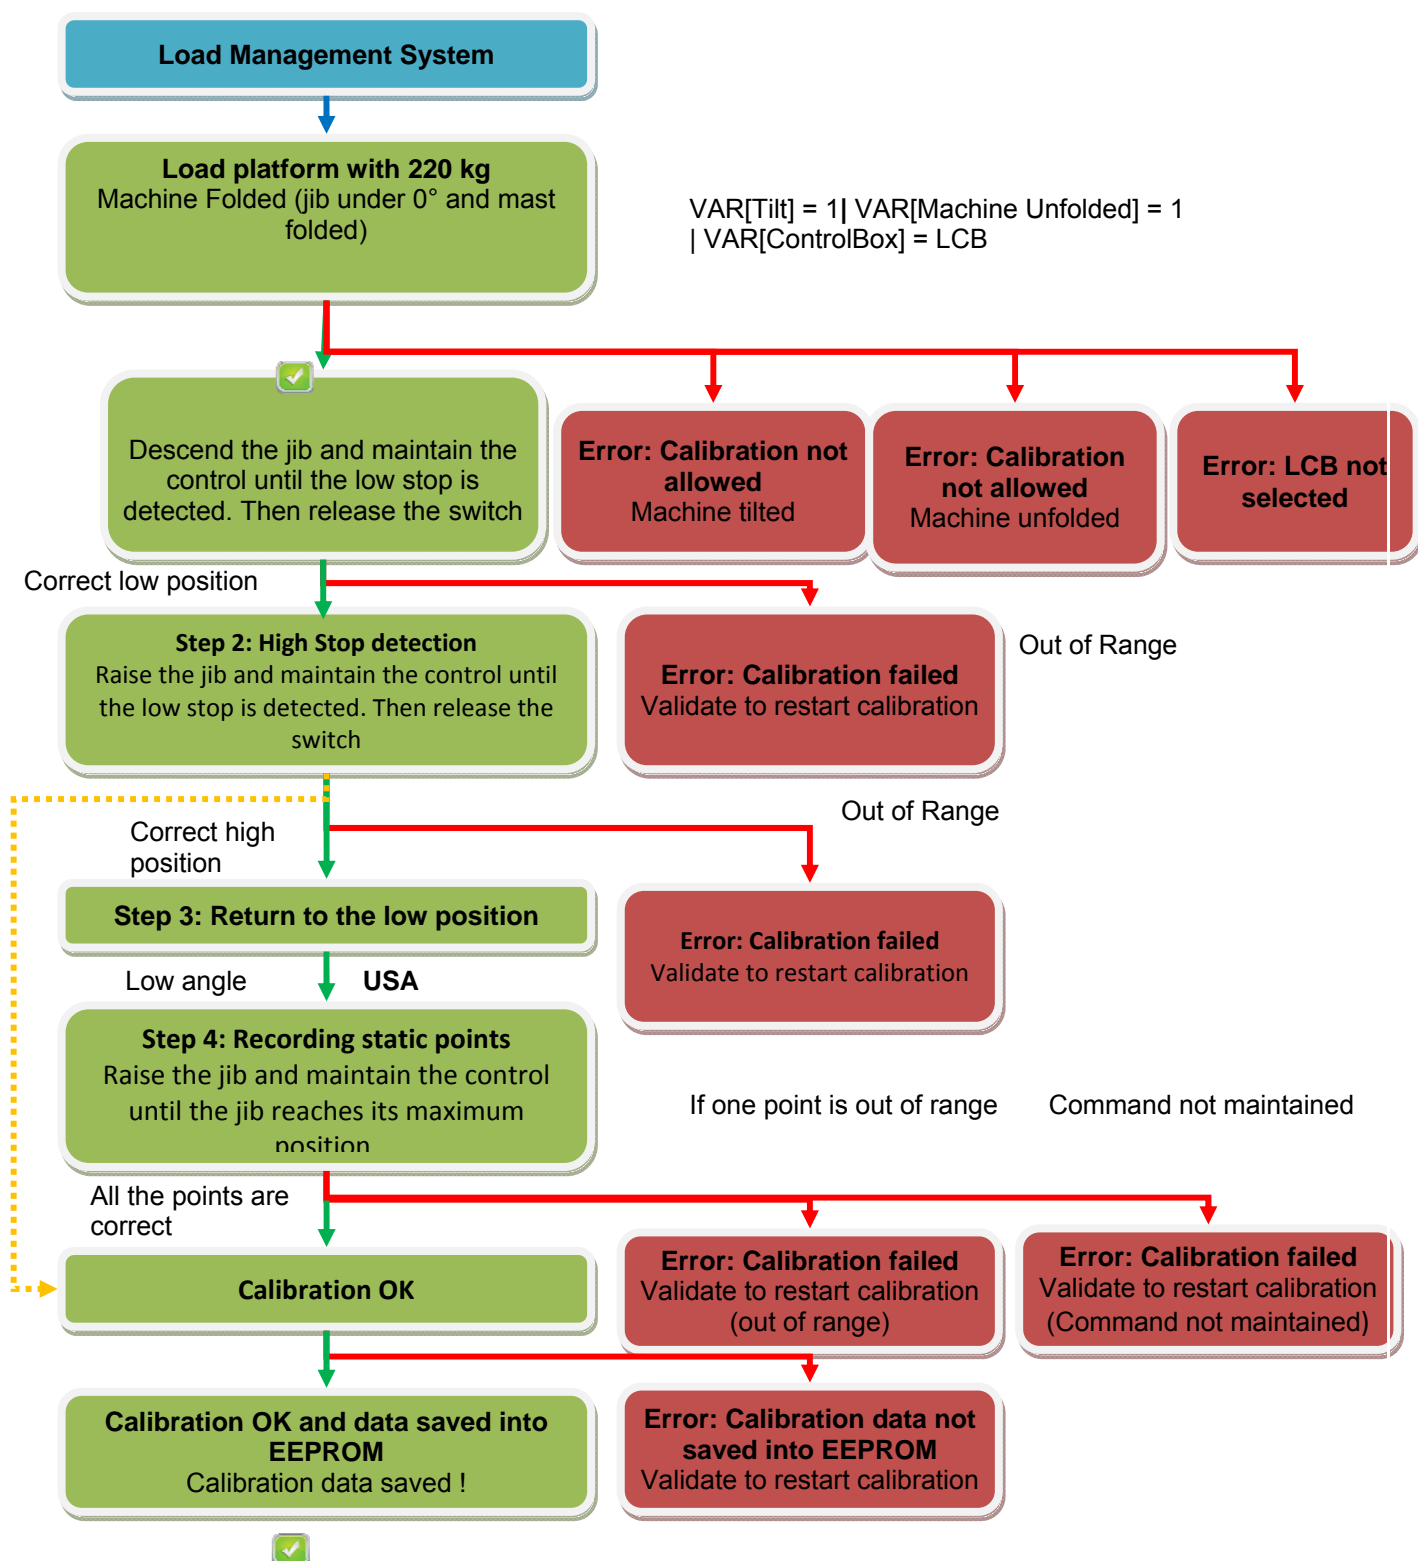 Load Management System
Load platform with 220 kg
Machine Folded (jib under 0° and mast
folded)
VAR[Tilt] = 1| VAR[Machine Unfolded] = 1
| VAR[ControlBox] = LCB
Descend the jib and maintain the
control until the low stop is
detected. Then release the switch
Error: Calibration not
allowed
Machine tilted
Error: Calibration
not allowed
Machine unfolded
Error: LCB not
selected
Correct low position
Step 2: High Stop detection
Raise the jib and maintain the control until
the low stop is detected. Then release the
switch
Error: Calibration failed
Validate to restart calibration
Out of Range
Correct high
position
Out of Range
Step 3: Return to the low position
Error: Calibration failed
Validate to restart calibration
Low angle
USA
Step 4: Recording static points
Raise the jib and maintain the control
until the jib reaches its maximum
position
If one point is out of range
Command not maintained
All the points are
correct
Calibration OK
Error: Calibration failed
Validate to restart calibration
(out of range)
Error: Calibration failed
Validate to restart calibration
(Command not maintained)
Calibration OK and data saved into
EEPROM
Calibration data saved !
Error: Calibration data not
saved into EEPROM
Validate to restart calibration